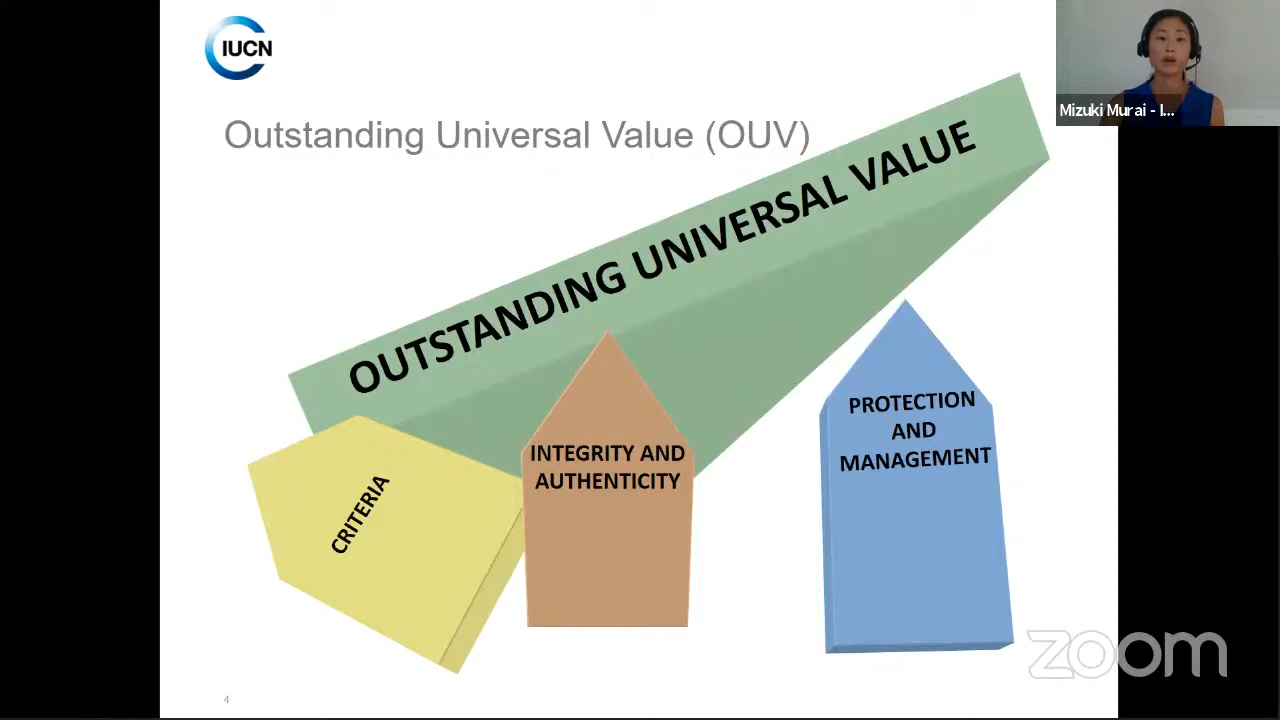 IUCN
Outstanding Universal Value (OUV)
OUTSTANDING UNIVERSAL VALUE
CRITERIA
INTEGRITY AND
AUTHENTICITY
PROTECTION
AND
MANAGEMENT
Mizuki Murai - I...
zoom
4